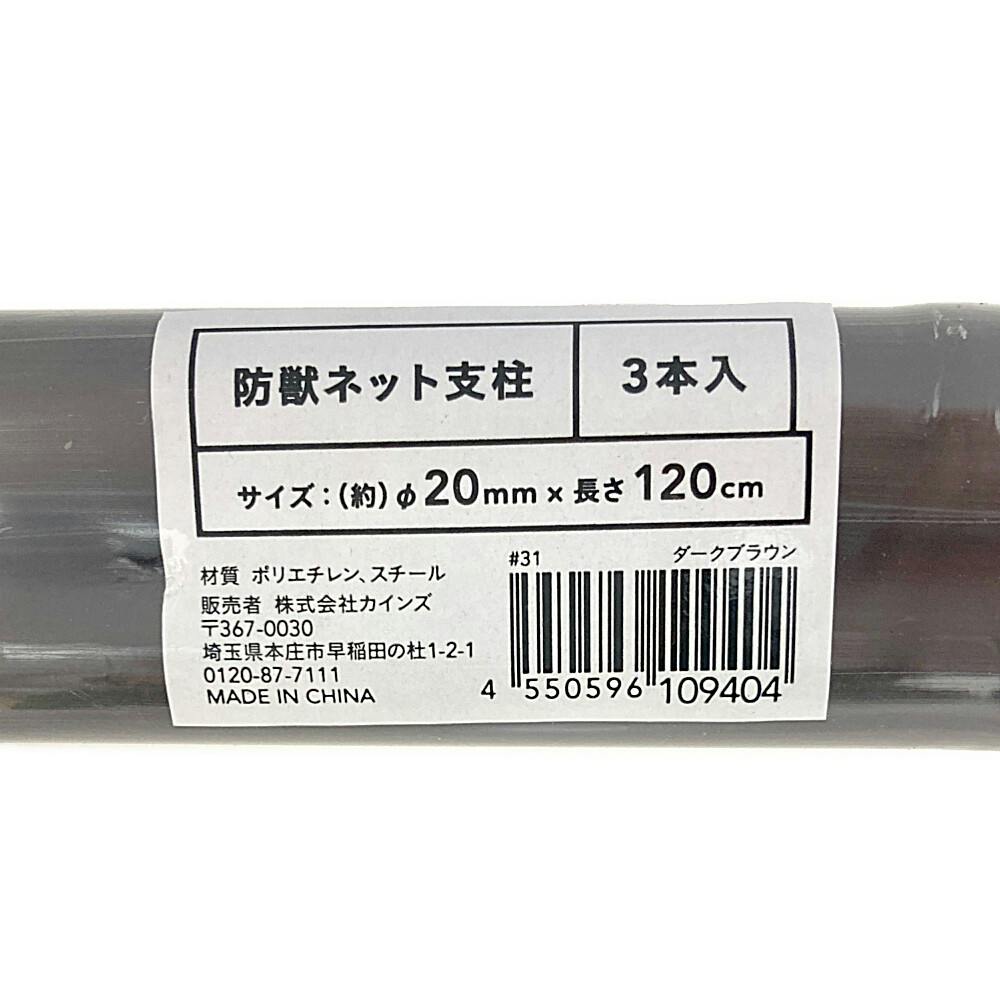 防獣ネット支柱
3本入
サイズ：(約)φ20mm×長さ120cm
材質 ポリエチレン、スチール
販売者 株式会社カインズ
〒367-0030
埼玉県本庄市早稲田の杜1-2-1
0120-87-7111
MADE IN CHINA
#31 ダークブラウン
4 550596 109404